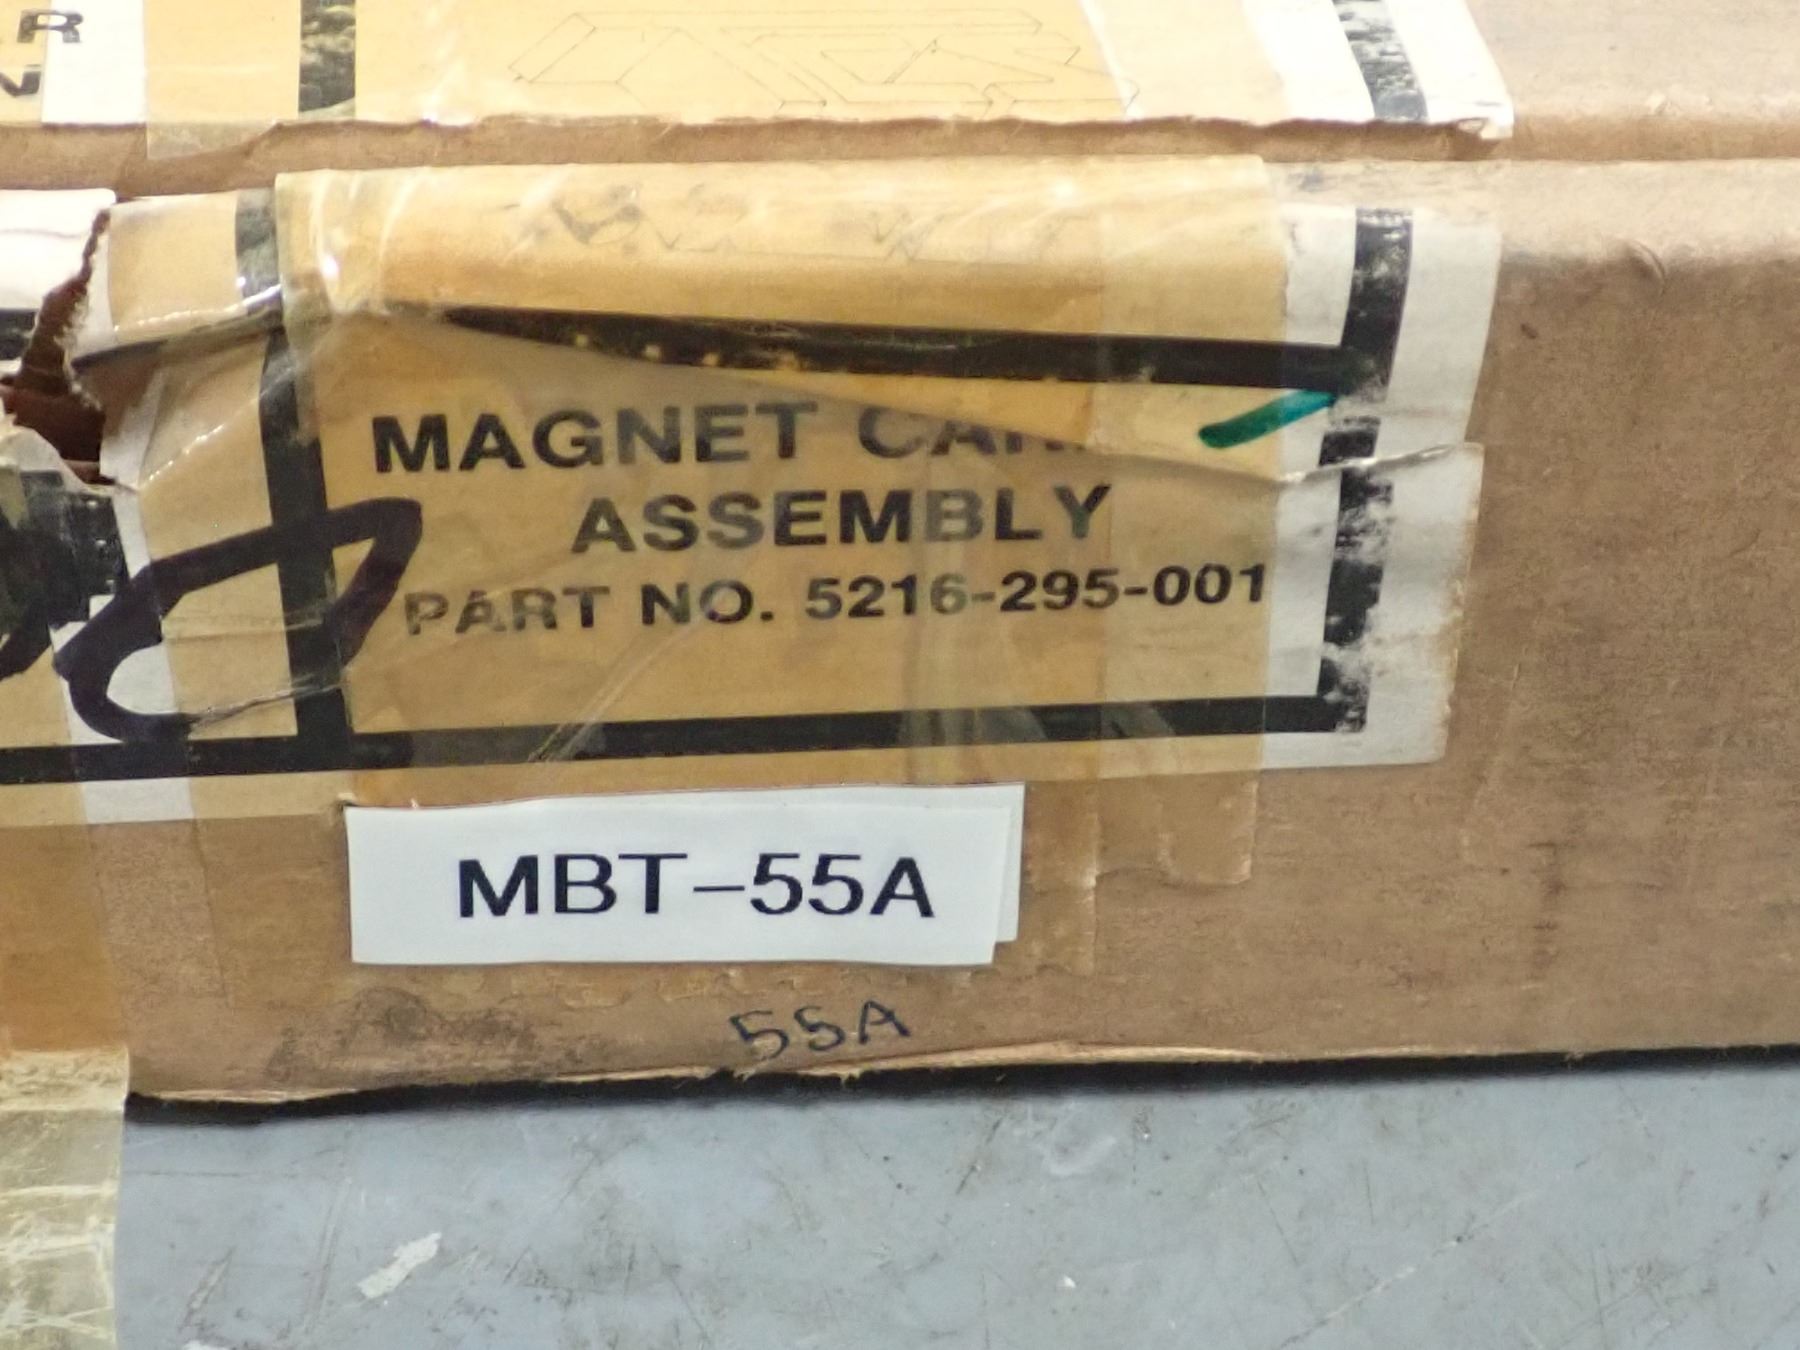 R
MAGNET
ASSEMBLY
PART NO. 5216-295-001
MBT-55A
55A